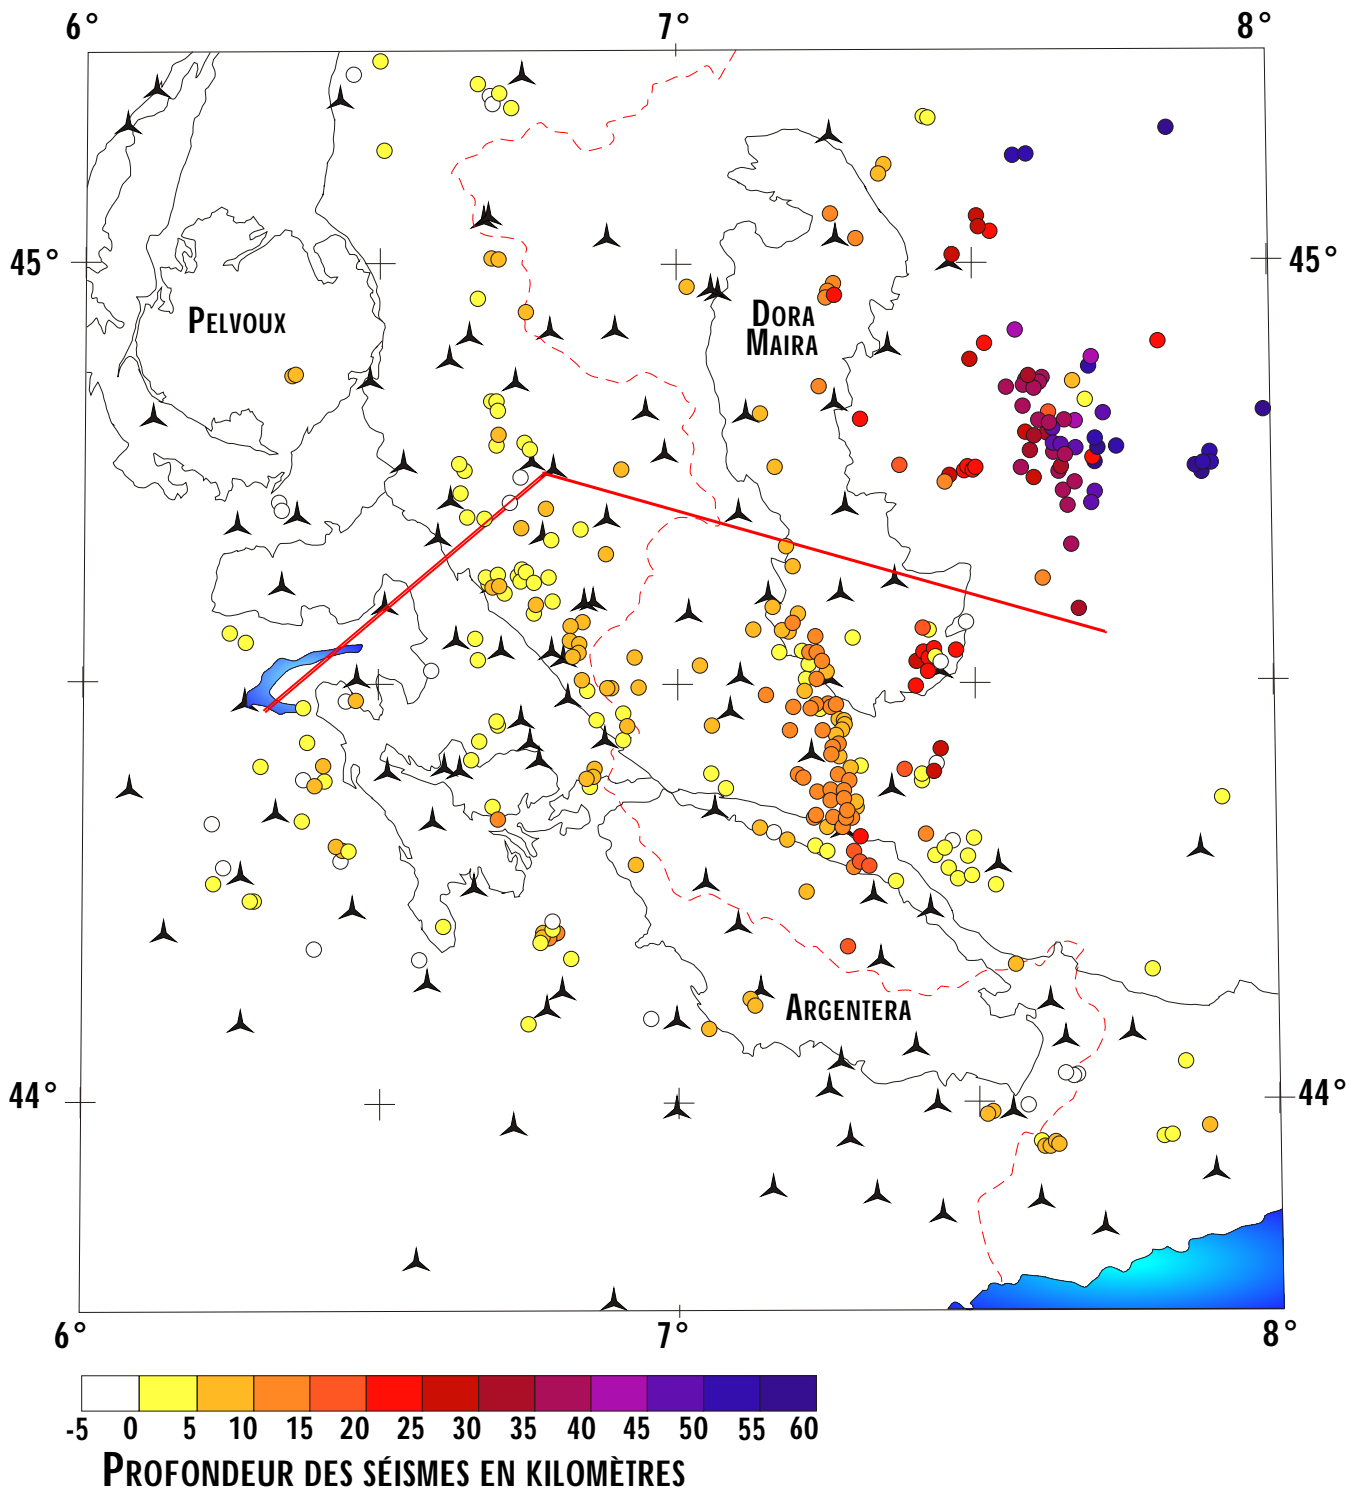 6° 7° 8°
45° 45°
PELVOUX
DORA
MAIRA
ARGENTERA
44° 44°
6° 7° 8°
-5 0 5 10 15 20 25 30 35 40 45 50 55 60
PROFONDEUR DES SÉISMES EN KILOMÈTRES